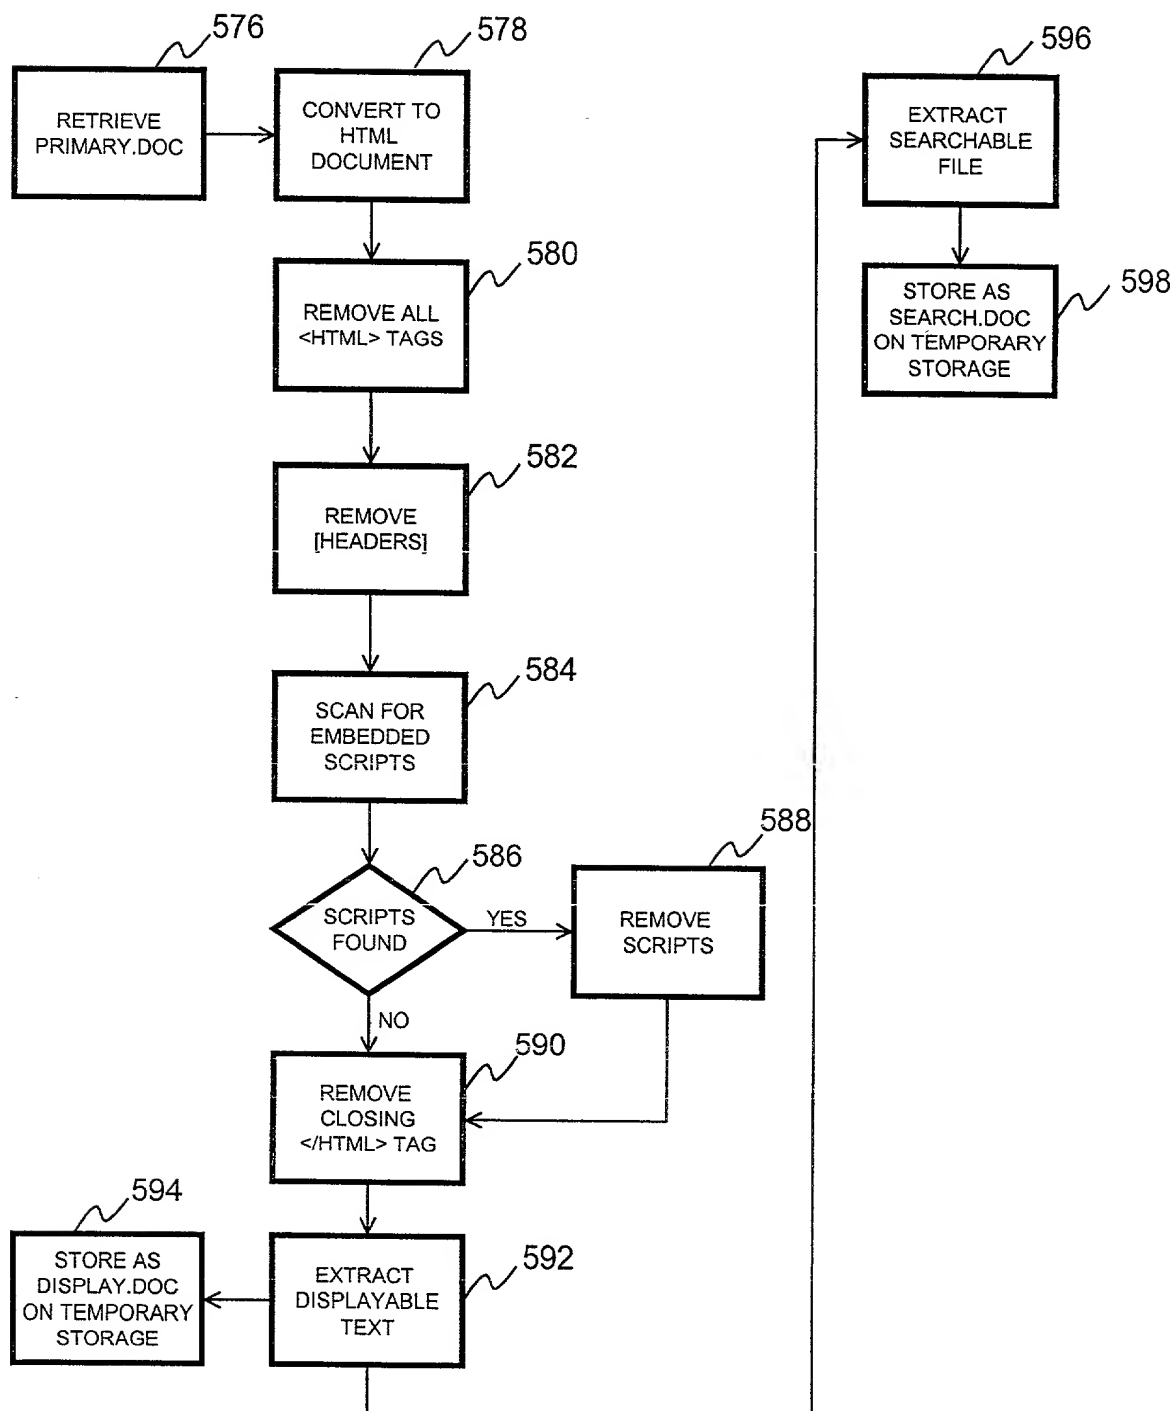 576
RETRIEVE
PRIMARY.DOC
578
CONVERT TO
HTML
DOCUMENT
580
REMOVE ALL
<HTML> TAGS
582
REMOVE
[HEADERS]
584
SCAN FOR
EMBEDDED
SCRIPTS
586
SCRIPTS
FOUND
YES
588
REMOVE
SCRIPTS
NO
590
REMOVE
CLOSING
</HTML> TAG
592
EXTRACT
DISPLAYABLE
TEXT
594
STORE AS
DISPLAY.DOC
ON TEMPORARY
STORAGE
596
EXTRACT
SEARCHABLE
FILE
598
STORE AS
SEARCH.DOC
ON TEMPORARY
STORAGE